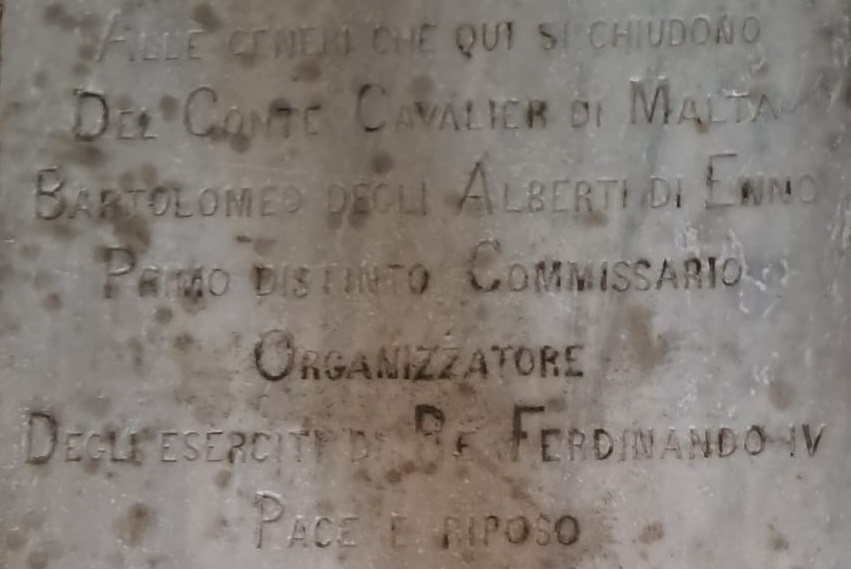 Alle ceneri che qui si chiudono
Del Conte Cavalier di Malta
Bartolomeo degli Alberti di Enno
Primo distinto Commissario
Organizzatore
Degli eserciti di Re Ferdinando IV
Pace e riposo